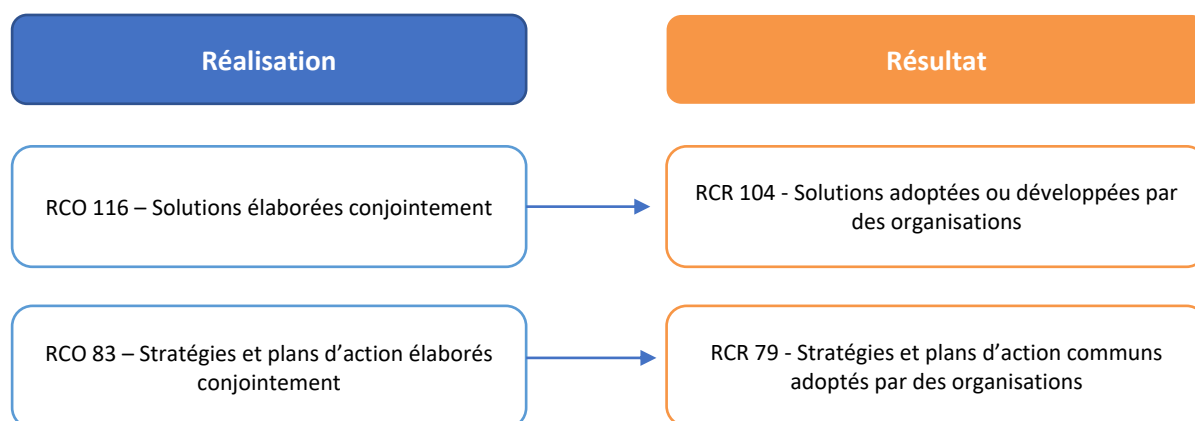 Réalisation
Résultat
RCO 116 – Solutions élaborées conjointement
RCR 104 - Solutions adoptées ou développées par
des organisations
RCO 83 – Stratégies et plans d’action élaborés
conjointement
RCR 79 - Stratégies et plans d’action communs
adoptés par des organisations